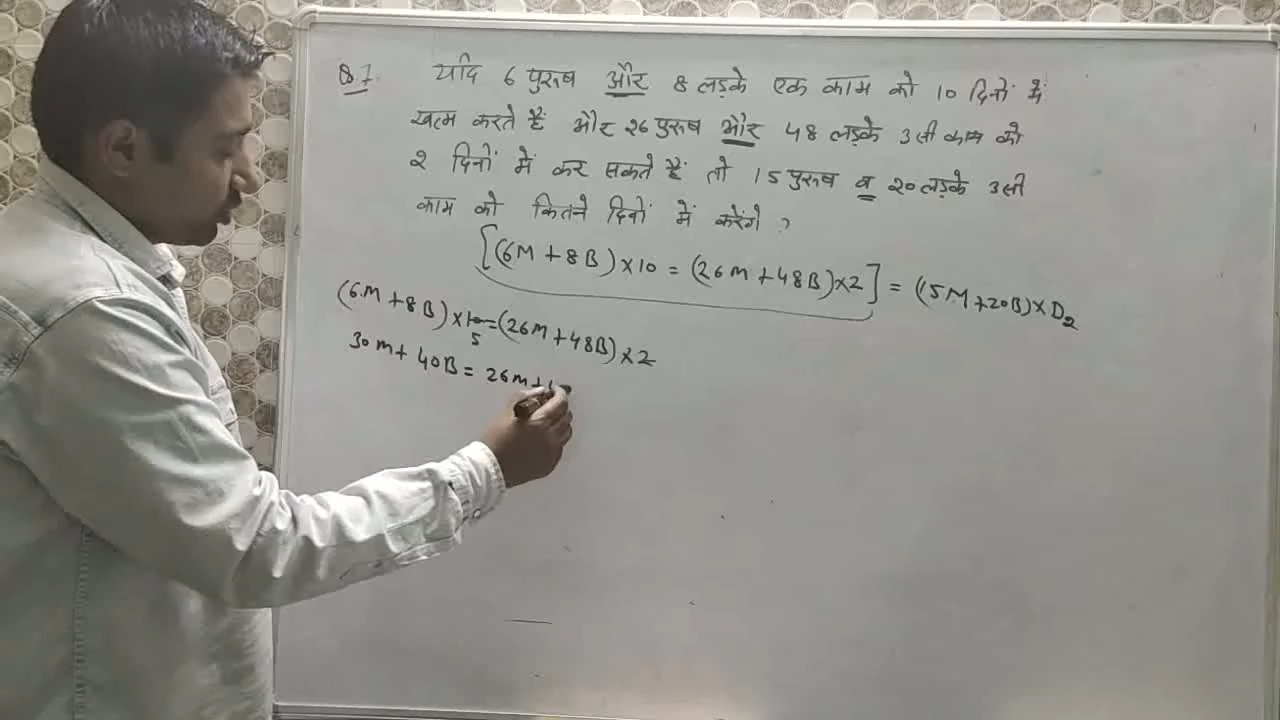 Q1. यदि 6 पुरुष और 8 लड़के एक काम को 10 दिनों में
खत्म करते हैं और 26 पुरुष और 48 लड़के उसी काम को
2 दिनों में कर सकते हैं तो 15 पुरुष व 20 लड़के उसी
काम को कितने दिनों में करेंगे ?
[(6M + 8B) × 10 = (26M + 48B) × 2] = (15M + 20B) × D₂
(6M + 8B) × 10 = (26M + 48B) × 2
5
30M + 40B = 26M +